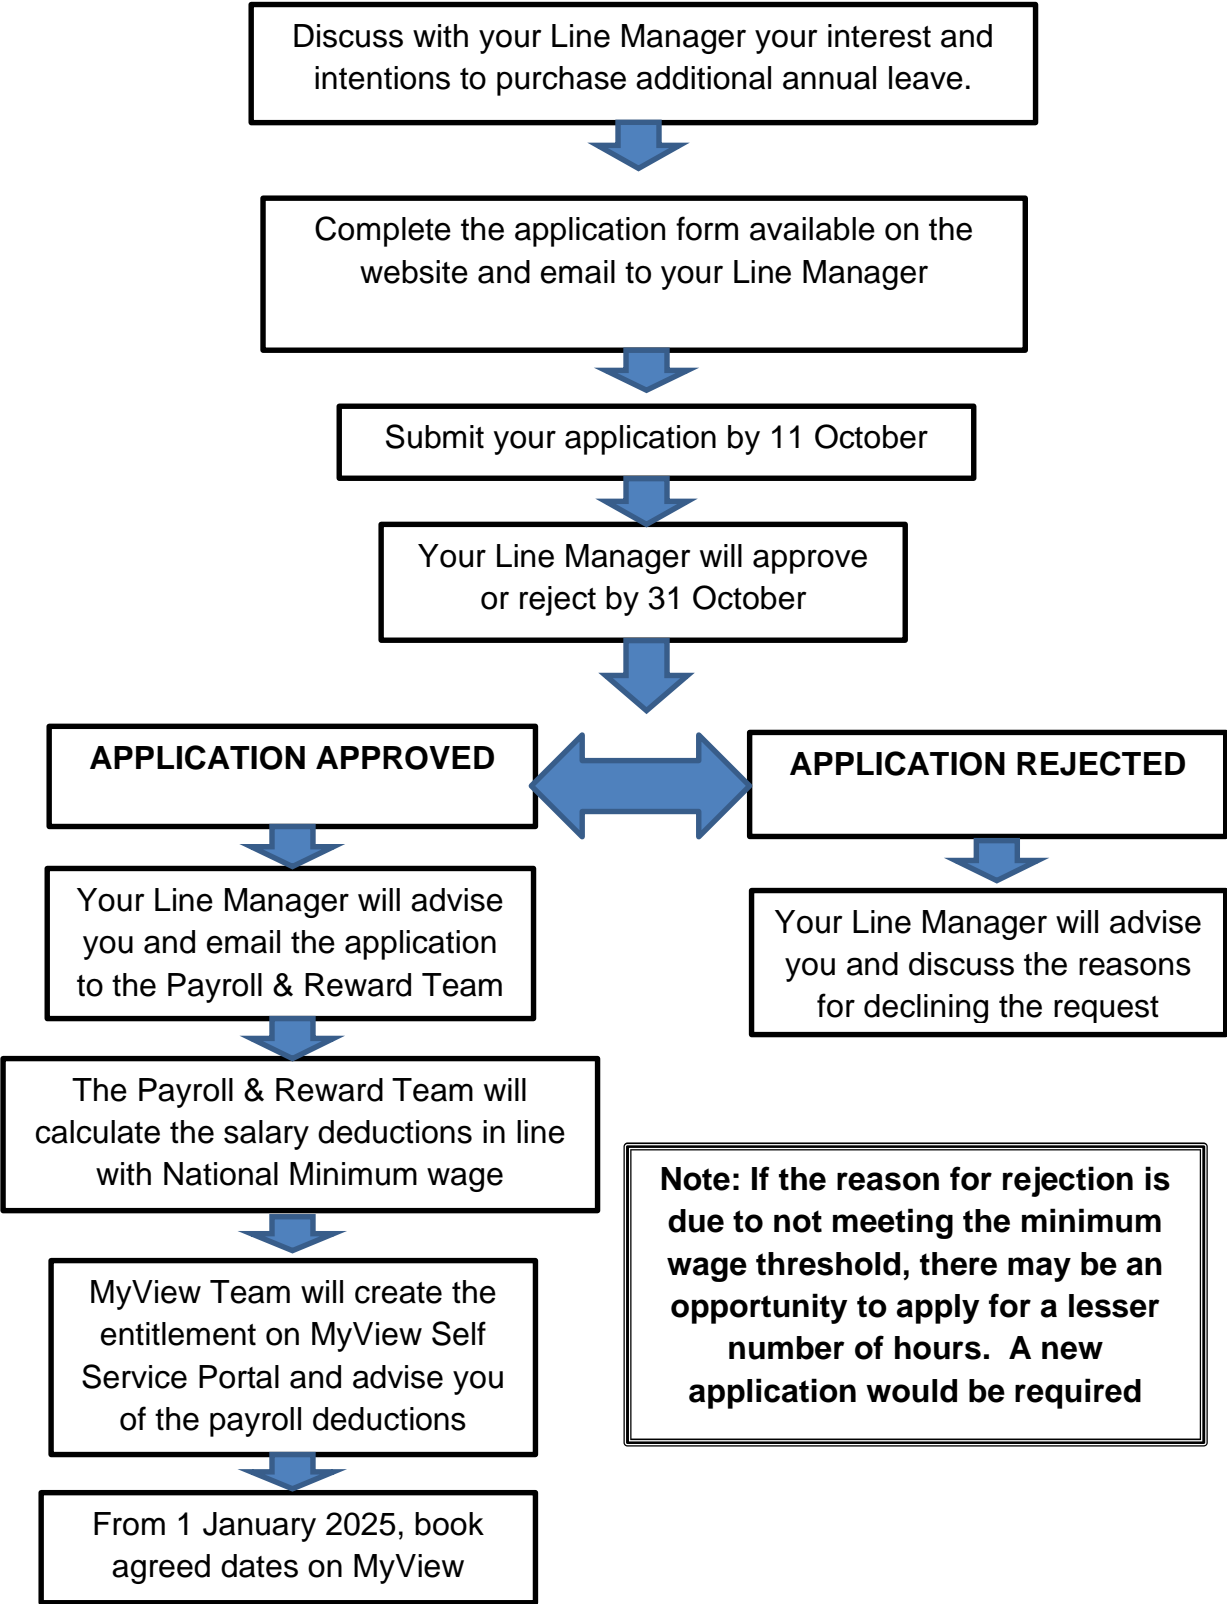 Discuss with your Line Manager your interest and
intentions to purchase additional annual leave.
Complete the application form available on the
website and email to your Line Manager
Submit your application by 11 October
Your Line Manager will approve
or reject by 31 October
APPLICATION APPROVED
APPLICATION REJECTED
Your Line Manager will advise
you and email the application
to the Payroll & Reward Team
Your Line Manager will advise
you and discuss the reasons
for declining the request
The Payroll & Reward Team will
calculate the salary deductions in line
with National Minimum wage
Note: If the reason for rejection is
due to not meeting the minimum
wage threshold, there may be an
opportunity to apply for a lesser
number of hours.  A new
application would be required
MyView Team will create the
entitlement on MyView Self
Service Portal and advise you
of the payroll deductions
From 1 January 2025, book
agreed dates on MyView